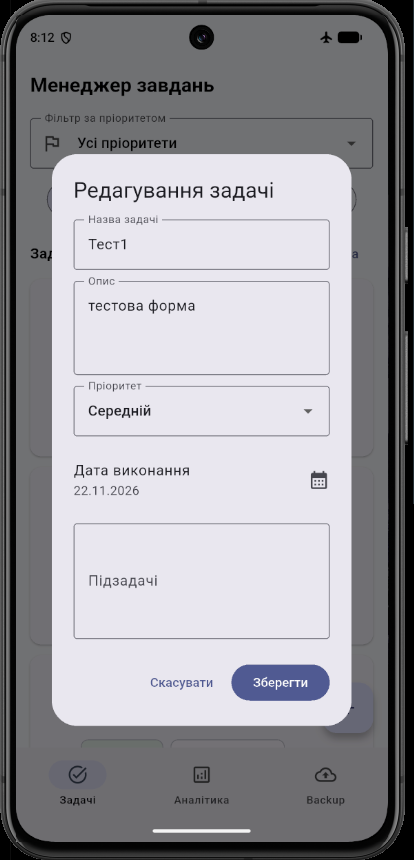 8:12
Менеджер завдань
Фільтр за пріоритетом
Усі пріоритети
Редагування задачі
Назва задачі
Тест1
Опис
тестова форма
Пріоритет
Середній
Дата виконання
22.11.2026
Підзадачі
Скасувати
Зберегти
Задачі
Аналітика
Backup